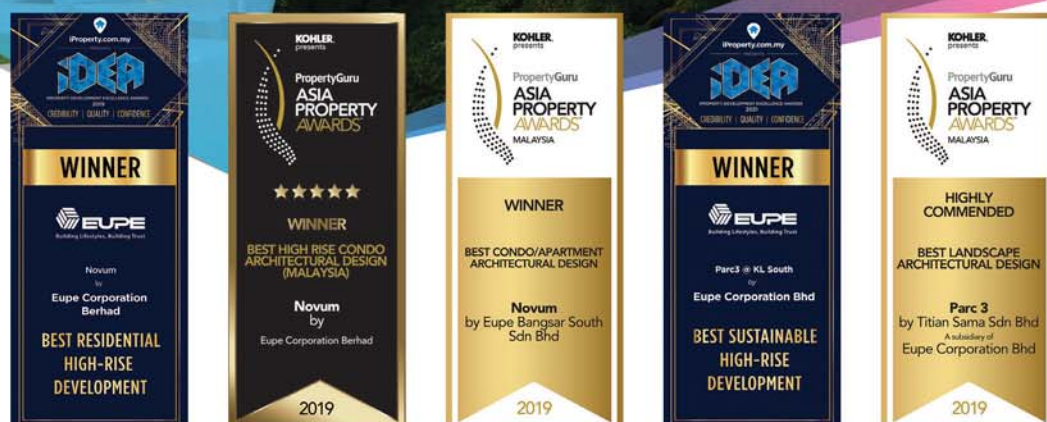 iProperty.com.my
PRESENTS
iDEA
PROPERTY DEVELOPMENT EXCELLENCE AWARDS
2019
CREDIBILITY | QUALITY | CONFIDENCE
WINNER
EUPE
Building Lifestyles, Building Trust
Novum
by
Eupe Corporation
Berhad
BEST RESIDENTIAL
HIGH-RISE
DEVELOPMENT
KOHLER.
presents
PropertyGuru
ASIA
PROPERTY
AWARDS™
WINNER
BEST HIGH RISE CONDO
ARCHITECTURAL DESIGN
(MALAYSIA)
Novum
by
Eupe Corporation Berhad
2019
KOHLER.
presents
PropertyGuru
ASIA
PROPERTY
AWARDS™
MALAYSIA
WINNER
BEST CONDO/APARTMENT
ARCHITECTURAL DESIGN
Novum
by Eupe Bangsar South
Sdn Bhd
2019
iProperty.com.my
PRESENTS
iDEA
PROPERTY DEVELOPMENT EXCELLENCE AWARDS
2021
CREDIBILITY | QUALITY | CONFIDENCE
WINNER
EUPE
Building Lifestyles, Building Trust
Parc3 @ KL South
by
Eupe Corporation Bhd
BEST SUSTAINABLE
HIGH-RISE
DEVELOPMENT
KOHLER.
presents
PropertyGuru
ASIA
PROPERTY
AWARDS™
MALAYSIA
HIGHLY
COMMENDED
BEST LANDSCAPE
ARCHITECTURAL DESIGN
Parc 3
by Titian Sama Sdn Bhd
A subsidiary of
Eupe Corporation Bhd
2019